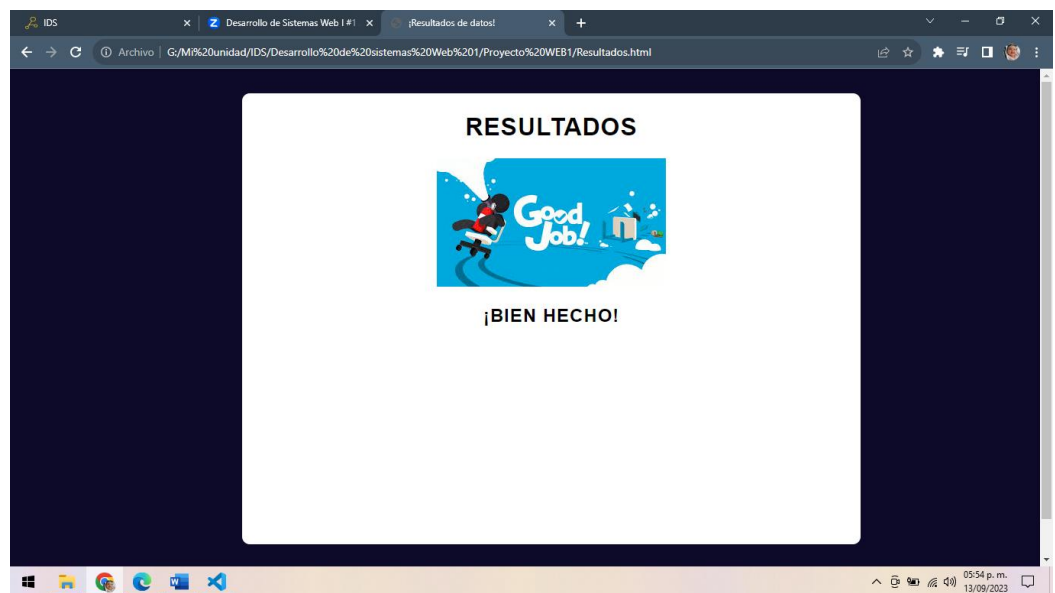 IDS
Desarrollo de Sistemas Web I #1
¡Resultados de datos!
Archivo
G:/Mi%20unidad/IDS/Desarrollo%20de%20sistemas%20Web%201/Proyecto%20WEB1/Resultados.html
RESULTADOS
Good
Job!
¡BIEN HECHO!
05:54 p. m.
13/09/2023